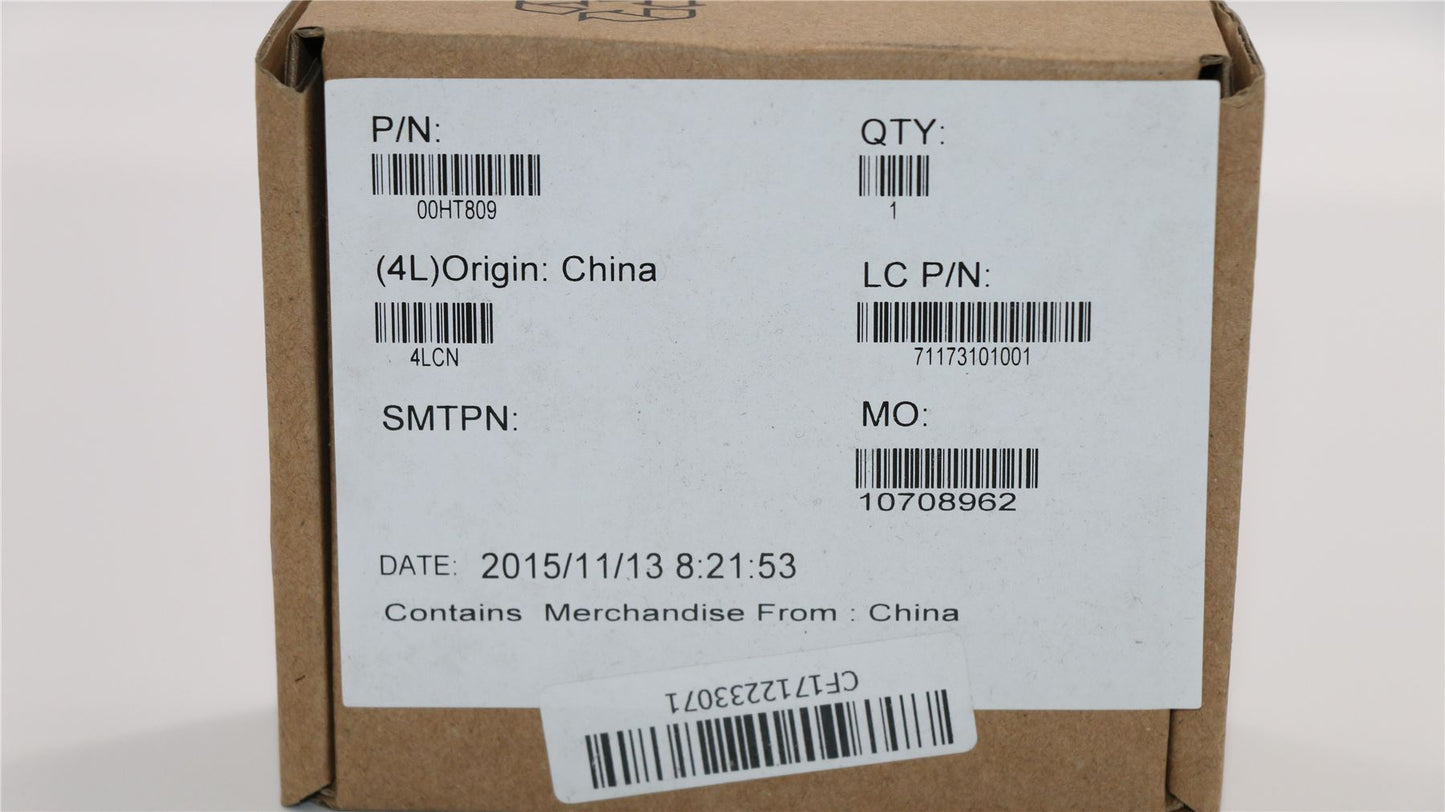 P/N:
00HT809
QTY:
1
(4L)Origin: China
4LCN
LC P/N:
71173101001
SMTPN:
MO:
10708962
DATE: 2015/11/13 8:21:53
Contains Merchandise From : China
CF1712233071